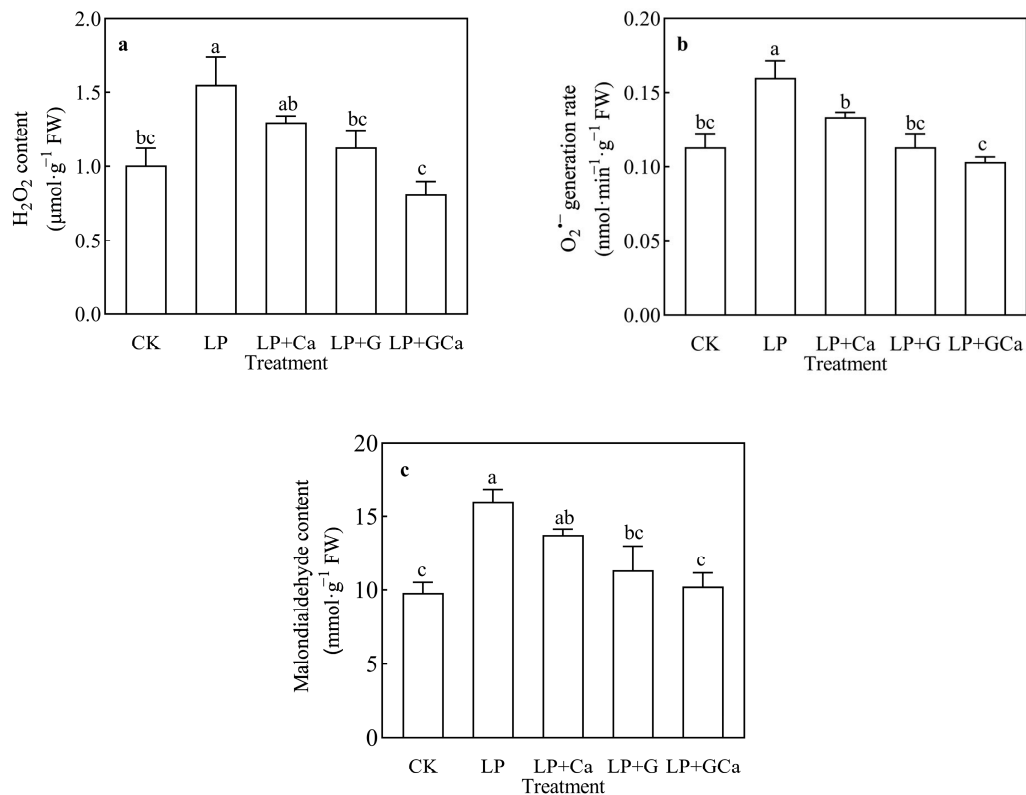 a
H₂O₂ content
(μmol·g⁻¹ FW)
2.0
1.5
1.0
0.5
0.0
bc
a
ab
bc
c
CK LP LP+Ca LP+G LP+GCa
Treatment
b
O₂•⁻ generation rate
(nmol·min⁻¹·g⁻¹ FW)
0.20
0.15
0.10
0.05
0.00
bc
a
b
bc
c
CK LP LP+Ca LP+G LP+GCa
Treatment
c
Malondialdehyde content
(mmol·g⁻¹ FW)
20
15
10
5
0
c
a
ab
bc
c
CK LP LP+Ca LP+G LP+GCa
Treatment